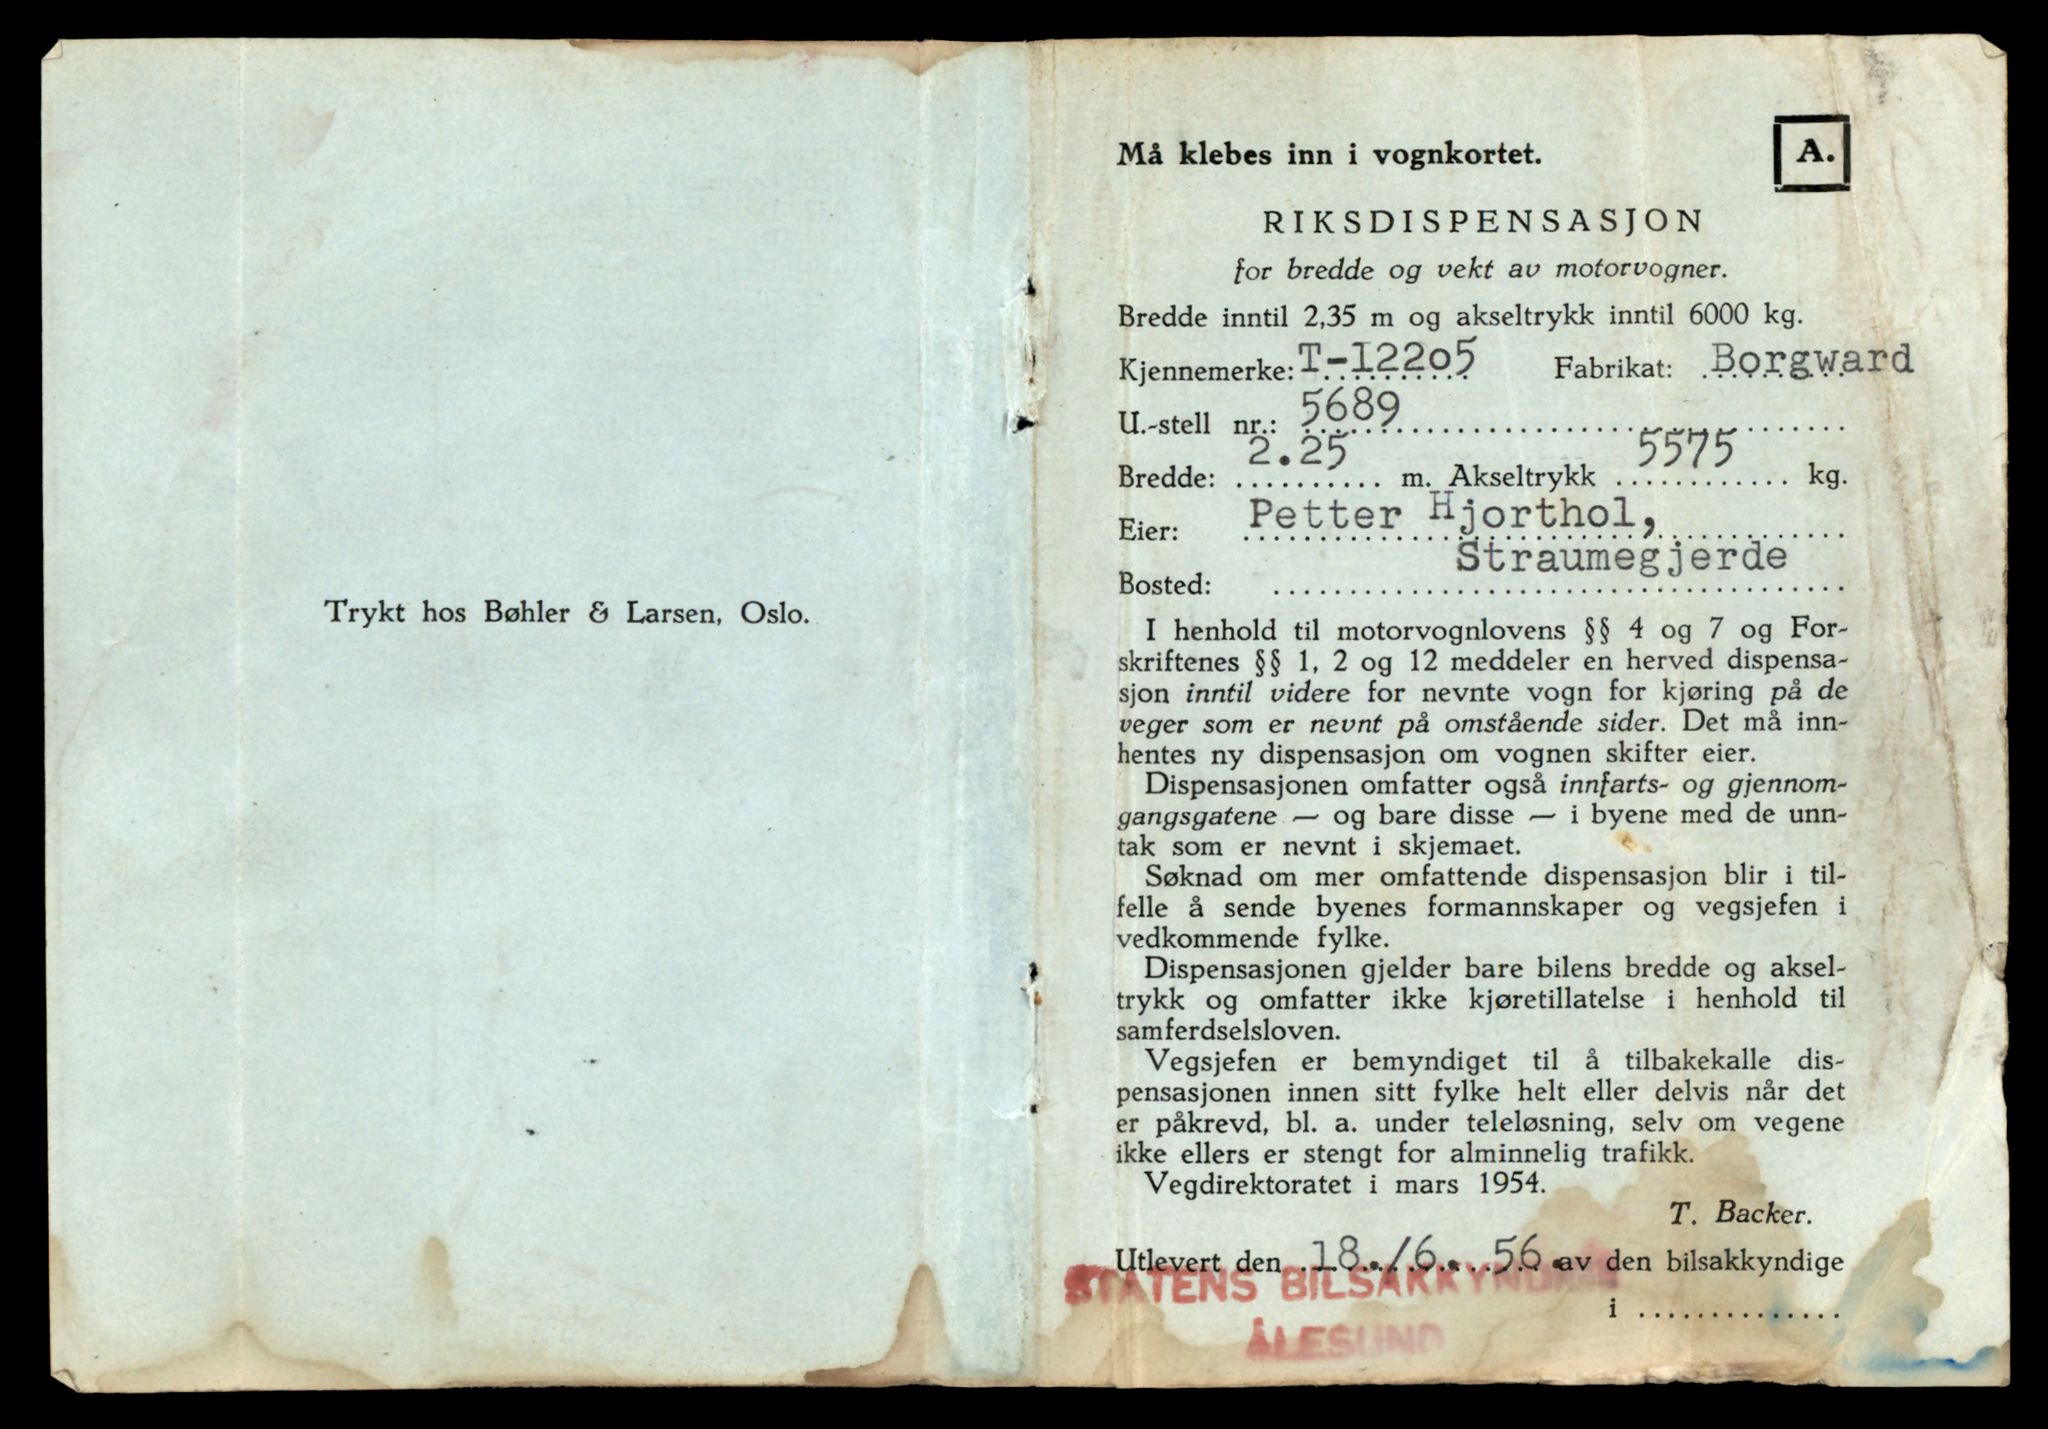 Trykt hos Bøhler & Larsen, Oslo.
Må klebes inn i vognkortet.
A.
RIKSDISPENSASJON
for bredde og vekt av motorvogner.
Bredde inntil 2,35 m og akseltrykk inntil 6000 kg.
Kjennemerke: T-12205 Fabrikat: Borgward
U.-stell nr.: 5689
Bredde: 2.25 m. Akseltrykk 5575 kg.
Eier: Petter Hjorthol,
Straumegjerde
Bosted:
I henhold til motorvognlovens §§ 4 og 7 og For-
skriftenes §§ 1, 2 og 12 meddeler en herved dispensa-
sjon inntil videre for nevnte vogn for kjøring på de
veger som er nevnt på omstående sider. Det må inn-
hentes ny dispensasjon om vognen skifter eier.
Dispensasjonen omfatter også innfarts- og gjennom-
gangsgatene — og bare disse — i byene med de unn-
tak som er nevnt i skjemaet.
Søknad om mer omfattende dispensasjon blir i til-
felle å sende byenes formannskaper og vegsjefen i
vedkommende fylke.
Dispensasjonen gjelder bare bilens bredde og aksel-
trykk og omfatter ikke kjøretillatelse i henhold til
samferdselsloven.
Vegsjefen er bemyndiget til å tilbakekalle dis-
pensasjonen innen sitt fylke helt eller delvis når det
er påkrevd, bl. a. under teleløsning, selv om vegene
ikke ellers er stengt for alminnelig trafikk.
Vegdirektoratet i mars 1954.
T. Backer.
Utlevert den 18./6. 56. av den bilsakkyndige
STATENS BILSAKKYNDIGE
i
ÅLESUND